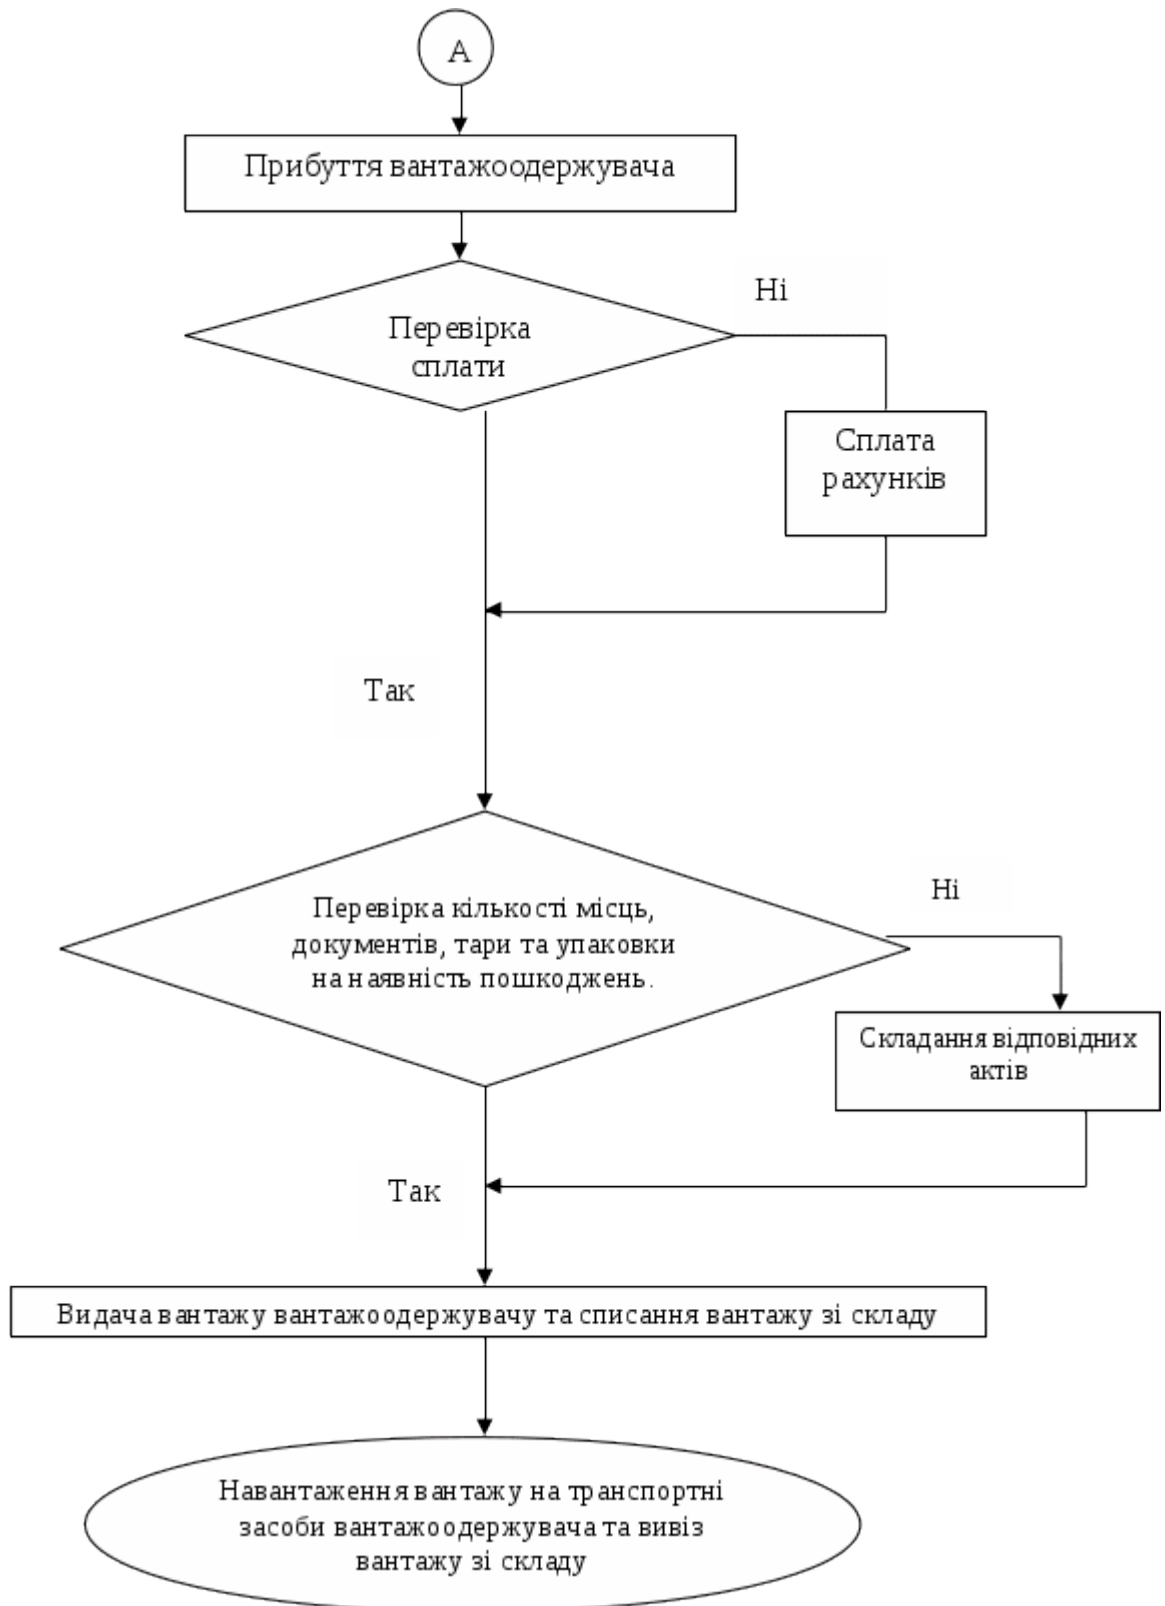 А
Прибуття вантажоодержувача
Ні
Перевірка
сплати
Сплата
рахунків
Так
Ні
Перевірка кількості місць,
документів, тари та упаковки
на наявність пошкоджень.
Складання відповідних
актів
Так
Видача вантажу вантажоодержувачу та списання вантажу зі складу
Навантаження вантажу на транспортні
засоби вантажоодержувача та вивіз
вантажу зі складу